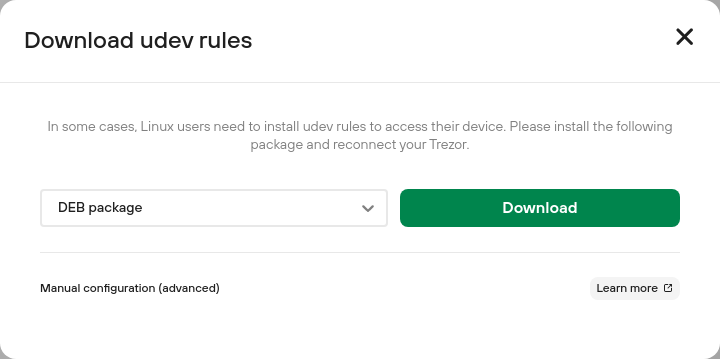 Download udev rules
In some cases, Linux users need to install udev rules to access their device. Please install the following
package and reconnect your Trezor.
DEB package
Download
Manual configuration (advanced)
Learn more